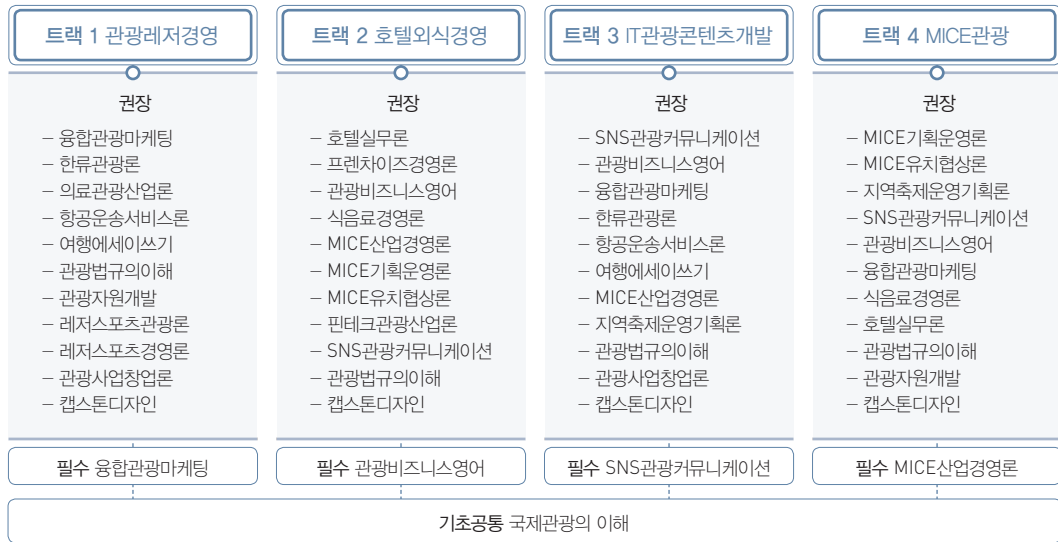 트랙 1 관광레저경영
권장
– 융합관광마케팅
– 한류관광론
– 의료관광산업론
– 항공운송서비스론
– 여행에세이쓰기
– 관광법규의이해
– 관광자원개발
– 레저스포츠관광론
– 레저스포츠경영론
– 관광사업창업론
– 캡스톤디자인
필수 융합관광마케팅
트랙 2 호텔외식경영
권장
– 호텔실무론
– 프렌차이즈경영론
– 관광비즈니스영어
– 식음료경영론
– MICE산업경영론
– MICE기획운영론
– MICE유치협상론
– 핀테크관광산업론
– SNS관광커뮤니케이션
– 관광법규의이해
– 캡스톤디자인
필수 관광비즈니스영어
트랙 3 IT관광콘텐츠개발
권장
– SNS관광커뮤니케이션
– 관광비즈니스영어
– 융합관광마케팅
– 한류관광론
– 항공운송서비스론
– 여행에세이쓰기
– MICE산업경영론
– 지역축제운영기획론
– 관광법규의이해
– 관광사업창업론
– 캡스톤디자인
필수 SNS관광커뮤니케이션
트랙 4 MICE관광
권장
– MICE기획운영론
– MICE유치협상론
– 지역축제운영기획론
– SNS관광커뮤니케이션
– 관광비즈니스영어
– 융합관광마케팅
– 식음료경영론
– 호텔실무론
– 관광법규의이해
– 관광자원개발
– 캡스톤디자인
필수 MICE산업경영론
기초공통 국제관광의 이해